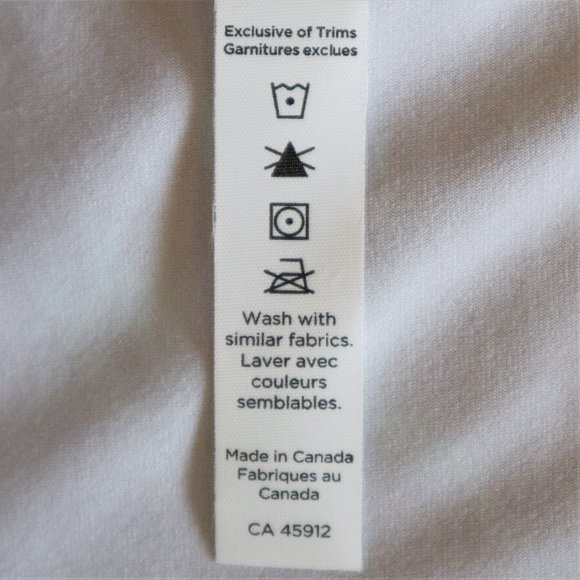 Exclusive of Trims
Garnitures exclues
Wash with
similar fabrics.
Laver avec
couleurs
semblables.
Made in Canada
Fabriques au
Canada
CA 45912